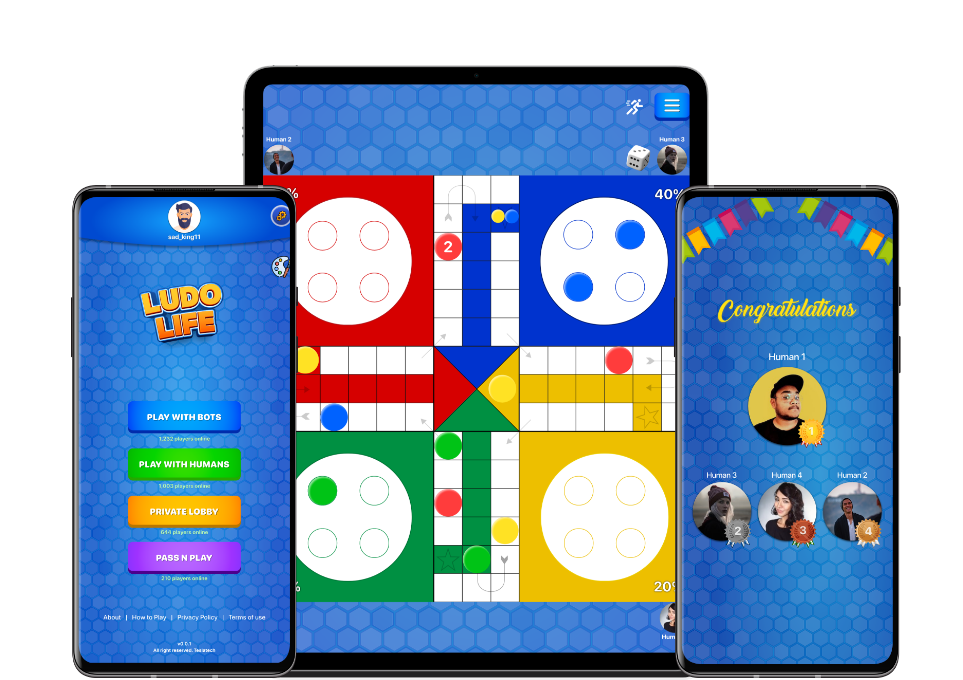 Human 2
Human 3
%
40%
2
%
20%
Hum
sad_king11
LUDO
LIFE
PLAY WITH BOTS
1,232 players online
PLAY WITH HUMANS
1,003 players online
PRIVATE LOBBY
644 players online
PASS N PLAY
210 players online
About | How to Play | Privacy Policy | Terms of use
v0.0.1
All right reserved, Teslatech
Congratulations
Human 1
1
Human 3 Human 4 Human 2
2 3 4